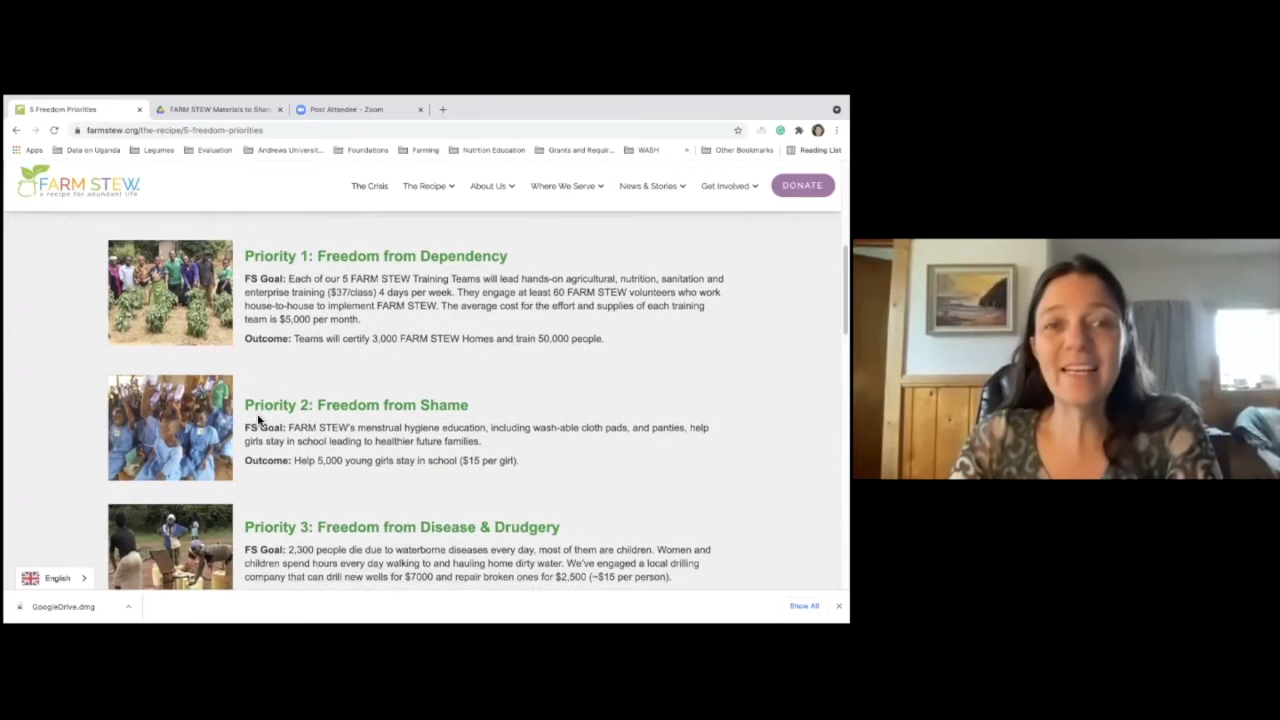 5 Freedom Priorities
FARM STEW Materials to Shar
Post Attendee - Zoom
farmstew.org/the-recipe/5-freedom-priorities
Apps
Data on Uganda
Legumes
Evaluation
Andrews Universit...
Foundations
Farming
Nutrtion Education
Grants and Requir...
WASH
»
Other Bookmarks
Reading List
FARM STEW.
a recipe for abundant life
The Crisis
The Recipe
About Us
Where We Serve
News & Stories
Get Involved
DONATE
Priority 1: Freedom from Dependency
FS Goal: Each of our 5 FARM STEW Training Teams will lead hands-on agricultural, nutrition, sanitation and
enterprise training ($37/class) 4 days per week. They engage at least 60 FARM STEW volunteers who work
house-to-house to implement FARM STEW. The average cost for the effort and supplies of each training
team is $5,000 per month.
Outcome: Teams will certify 3,000 FARM STEW Homes and train 50,000 people.
Priority 2: Freedom from Shame
FS Goal: FARM STEW's menstrual hygiene education, including wash-able cloth pads, and panties, help
girls stay in school leading to healthier future families.
Outcome: Help 5,000 young girls stay in school ($15 per girl).
Priority 3: Freedom from Disease & Drudgery
FS Goal: 2,300 people die due to waterborne diseases every day, most of them are children. Women and
children spend hours every day walking to and hauling home dirty water. We've engaged a local drilling
company that can drill new wells for $7000 and repair broken ones for $2,500 (~$15 per person).
English
GoogleDrive.dmg
Show All